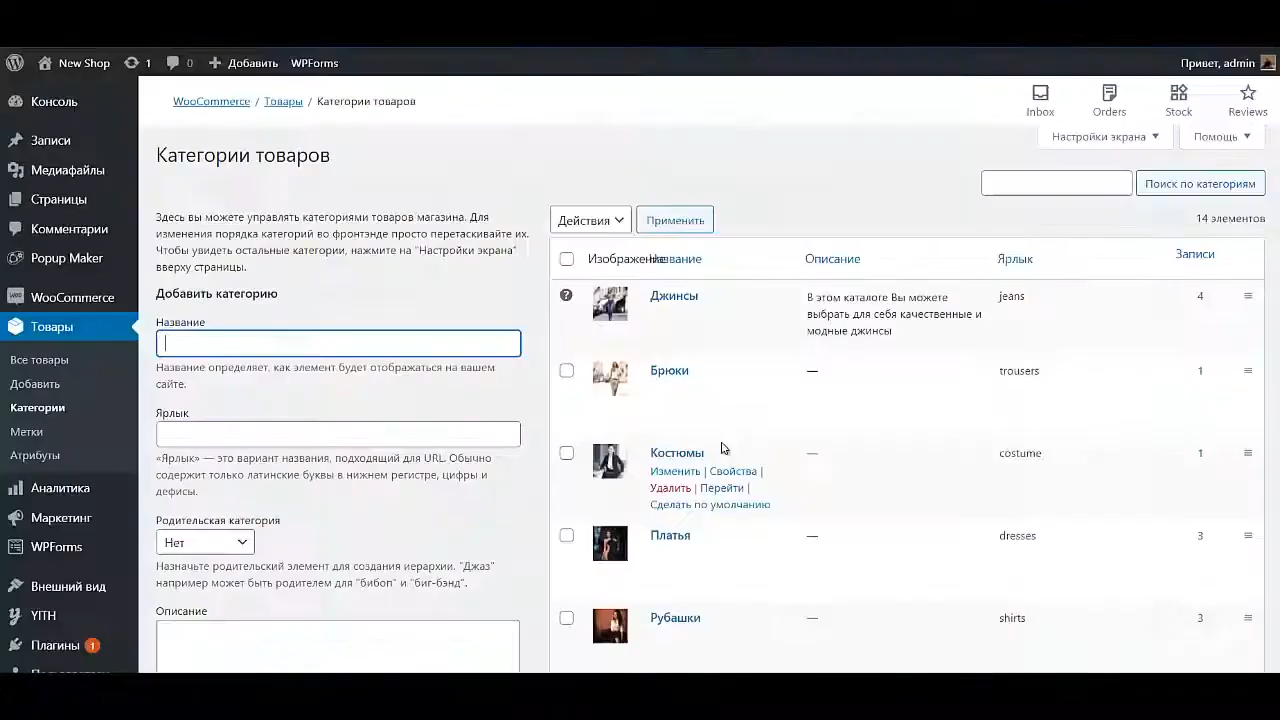 New Shop 1 0 Добавить WPForms Привет, admin
Консоль
Записи
Медиафайлы
Страницы
Комментарии
Popup Maker
WooCommerce
Товары
Все товары
Добавить
Категории
Метки
Атрибуты
Аналитика
Маркетинг
WPForms
Внешний вид
YITH
Плагины 1
WooCommerce / Товары / Категории товаров
Inbox Orders Stock Reviews
Настройки экрана Помощь
Категории товаров
Поиск по категориям
Здесь вы можете управлять категориями товаров магазина. Для
изменения порядка категорий во фронтэнде просто перетаскивайте их.
Чтобы увидеть остальные категории, нажмите на "Настройки экрана"
вверху страницы.
Добавить категорию
Название
Название определяет, как элемент будет отображаться на вашем
сайте.
Ярлык
«Ярлык» — это вариант названия, подходящий для URL. Обычно
содержит только латинские буквы в нижнем регистре, цифры и
дефисы.
Родительская категория
Нет
Назначьте родительский элемент для создания иерархии. "Джаз"
например может быть родителем для "бибоп" и "биг-бэнд".
Описание
Действия Применить 14 элементов
Изображение Название Описание Ярлык Записи
Джинсы В этом каталоге Вы можете jeans 4
выбрать для себя качественные и
модные джинсы
Брюки — trousers 1
Костюмы — costume 1
Изменить | Свойства |
Удалить | Перейти |
Сделать по умолчанию
Платья — dresses 3
Рубашки — shirts 3